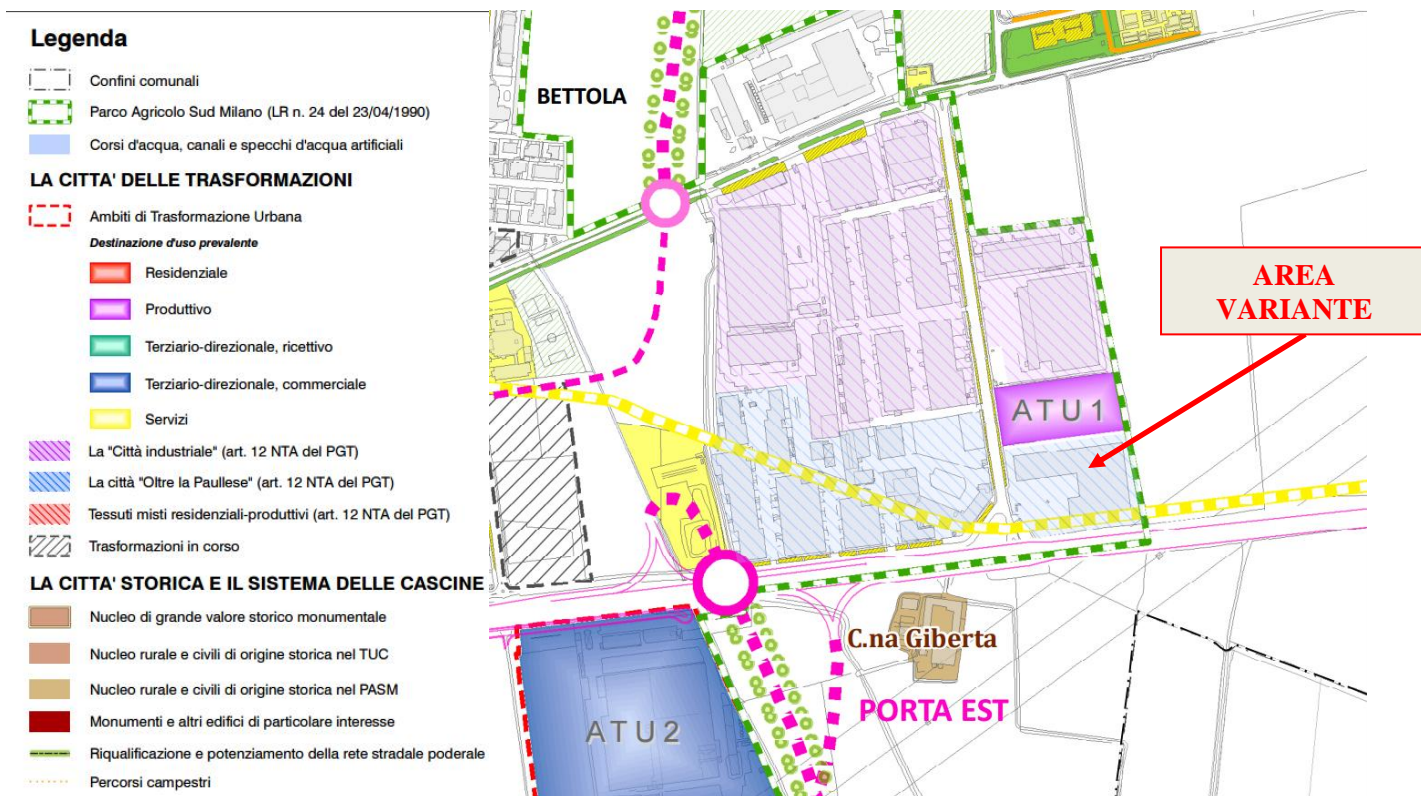 Legenda
Confini comunali
Parco Agricolo Sud Milano (LR n. 24 del 23/04/1990)
Corsi d'acqua, canali e specchi d'acqua artificiali
LA CITTA' DELLE TRASFORMAZIONI
Ambiti di Trasformazione Urbana
Destinazione d'uso prevalente
Residenziale
Produttivo
Terziario-direzionale, ricettivo
Terziario-direzionale, commerciale
Servizi
La "Città industriale" (art. 12 NTA del PGT)
La città "Oltre la Paullese" (art. 12 NTA del PGT)
Tessuti misti residenziali-produttivi (art. 12 NTA del PGT)
Trasformazioni in corso
LA CITTA' STORICA E IL SISTEMA DELLE CASCINE
Nucleo di grande valore storico monumentale
Nucleo rurale e civili di origine storica nel TUC
Nucleo rurale e civili di origine storica nel PASM
Monumenti e altri edifici di particolare interesse
Riqualificazione e potenziamento della rete stradale poderale
Percorsi campestri
BETTOLA
AREA
VARIANTE
ATU1
C.na Giberta
PORTA EST
ATU2